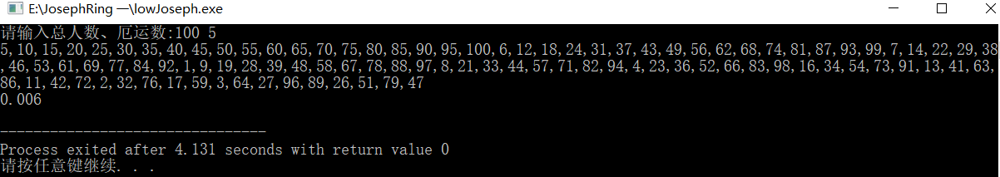 E:\JosephRing 一\lowJoseph.exe
请输入总人数、厄运数:100 5
5,10,15,20,25,30,35,40,45,50,55,60,65,70,75,80,85,90,95,100,6,12,18,24,31,37,43,49,56,62,68,74,81,87,93,99,7,14,22,29,38
,46,53,61,69,77,84,92,1,9,19,28,39,48,58,67,78,88,97,8,21,33,44,57,71,82,94,4,23,36,52,66,83,98,16,34,54,73,91,13,41,63,
86,11,42,72,2,32,76,17,59,3,64,27,96,89,26,51,79,47
0.006
--------------------------------
Process exited after 4.131 seconds with return value 0
请按任意键继续. . .